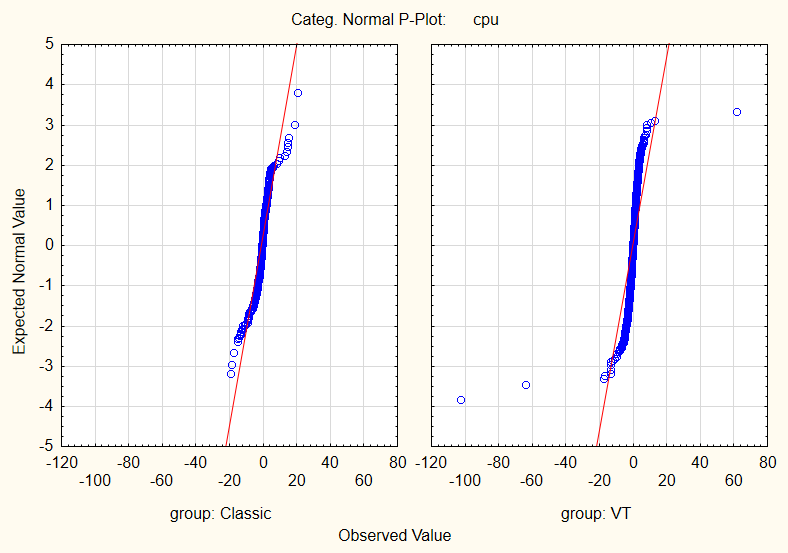 Categ. Normal P-Plot: cpu
5
4
3
2
1
0
-1
-2
-3
-4
-5
Expected Normal Value
-120 -80 -40 0 40 80 -120 -80 -40 0 40 80
-100 -60 -20 20 60 -100 -60 -20 20 60
group: Classic group: VT
Observed Value